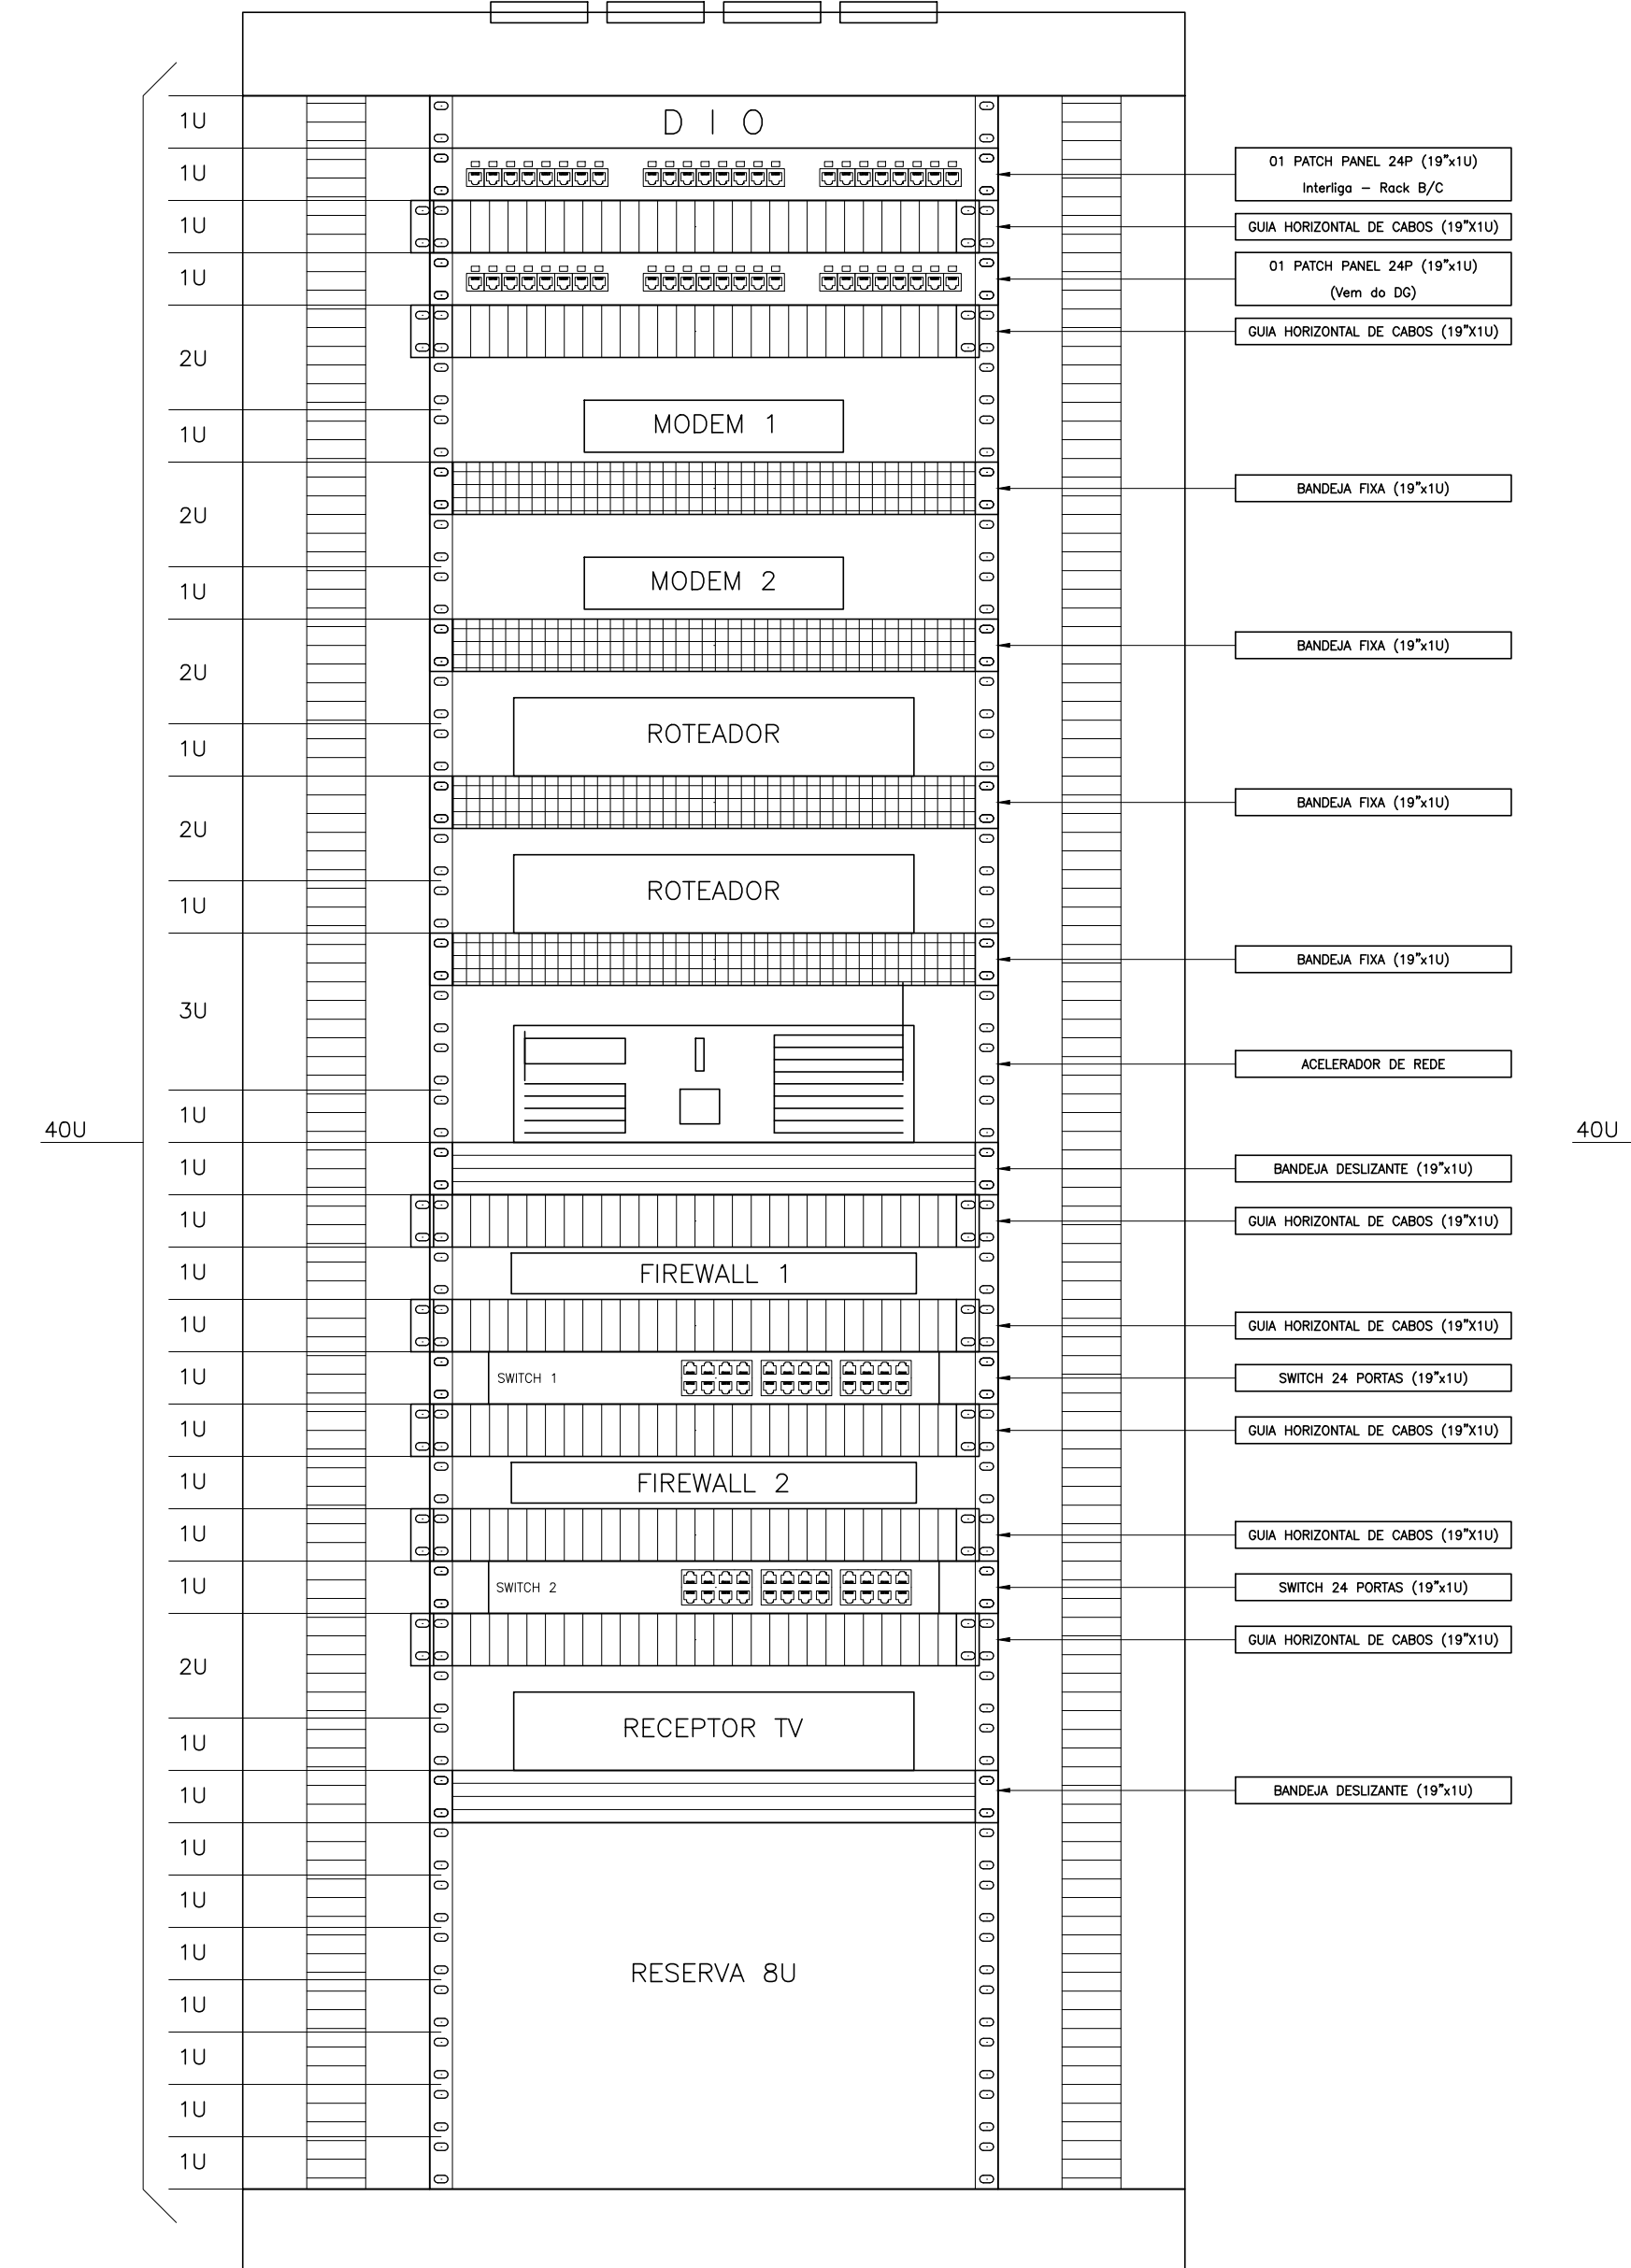 1U
D I O
1U
01 PATCH PANEL 24P (19"x1U)
Interliga - Rack B/C
1U
GUIA HORIZONTAL DE CABOS (19"X1U)
1U
01 PATCH PANEL 24P (19"x1U)
(Vem do DG)
GUIA HORIZONTAL DE CABOS (19"X1U)
2U
1U
MODEM 1
BANDEJA FIXA (19"x1U)
2U
1U
MODEM 2
BANDEJA FIXA (19"x1U)
2U
ROTEADOR
1U
BANDEJA FIXA (19"x1U)
2U
ROTEADOR
1U
BANDEJA FIXA (19"x1U)
3U
ACELERADOR DE REDE
1U
40U
40U
1U
BANDEJA DESLIZANTE (19"x1U)
1U
GUIA HORIZONTAL DE CABOS (19"X1U)
1U
FIREWALL 1
1U
GUIA HORIZONTAL DE CABOS (19"X1U)
1U
SWITCH 1
SWITCH 24 PORTAS (19"x1U)
1U
GUIA HORIZONTAL DE CABOS (19"X1U)
1U
FIREWALL 2
1U
GUIA HORIZONTAL DE CABOS (19"X1U)
1U
SWITCH 2
SWITCH 24 PORTAS (19"x1U)
GUIA HORIZONTAL DE CABOS (19"X1U)
2U
RECEPTOR TV
1U
1U
BANDEJA DESLIZANTE (19"x1U)
1U
1U
1U
RESERVA 8U
1U
1U
1U
1U